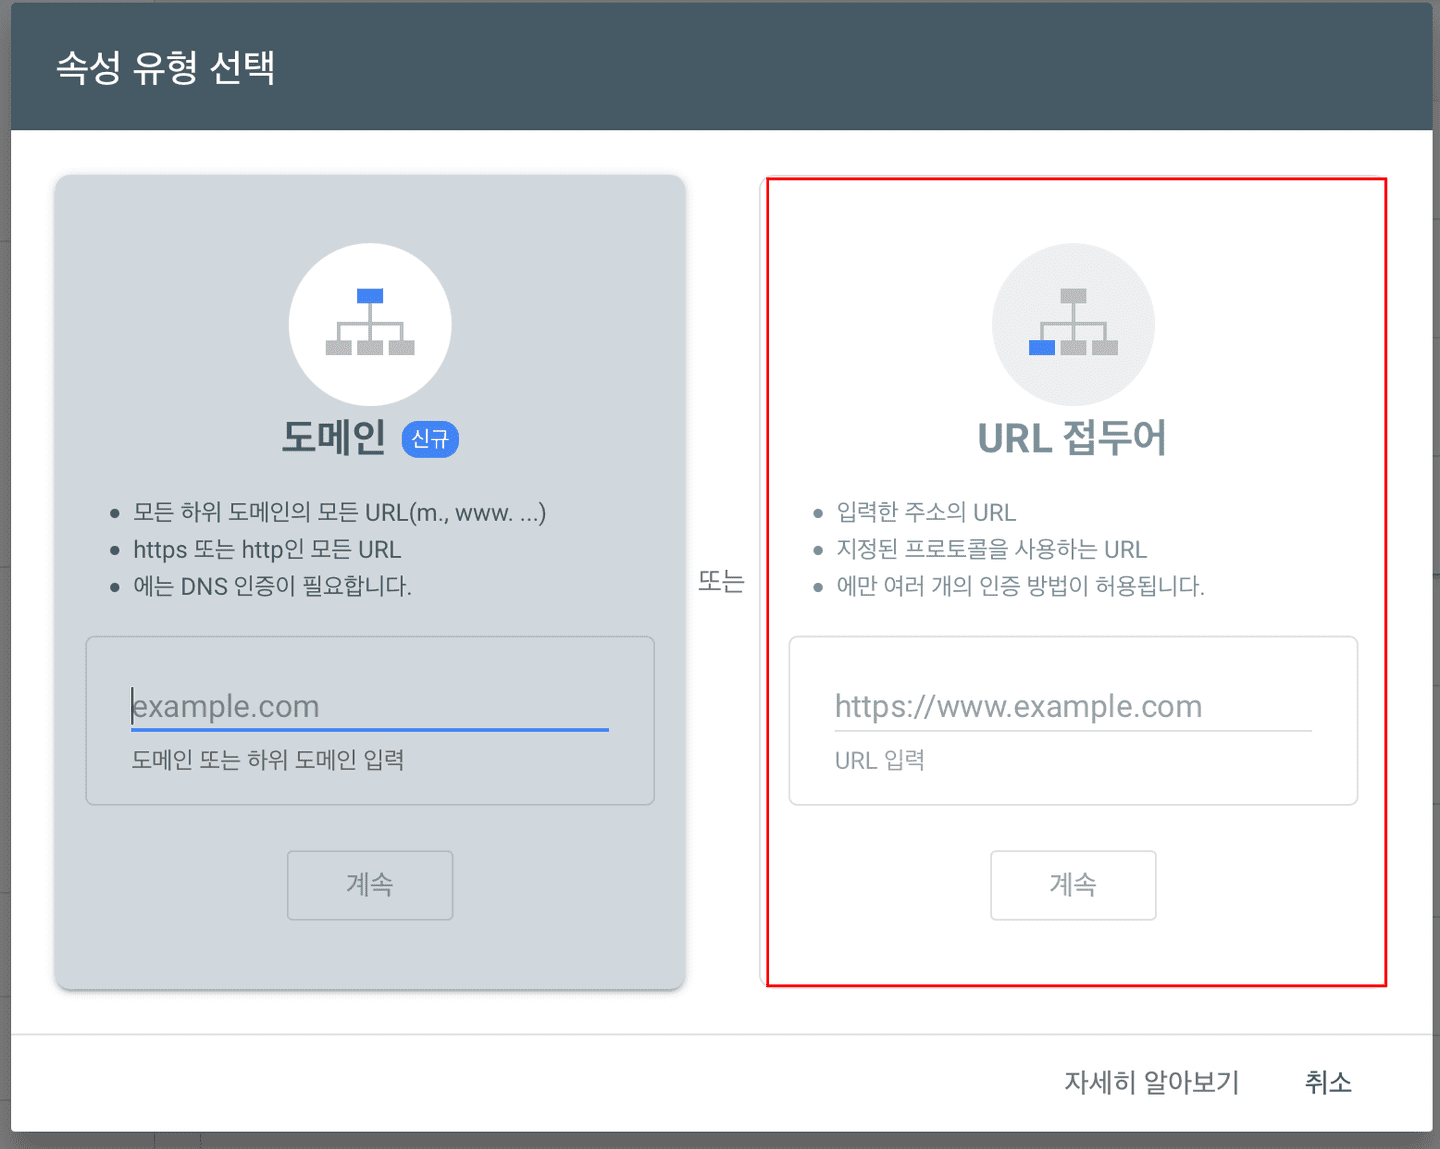 속성 유형 선택
도메인 신규
모든 하위 도메인의 모든 URL(m., www. ...)
https 또는 http인 모든 URL
에는 DNS 인증이 필요합니다.
example.com
도메인 또는 하위 도메인 입력
계속
또는
URL 접두어
입력한 주소의 URL
지정된 프로토콜을 사용하는 URL
에만 여러 개의 인증 방법이 허용됩니다.
https://www.example.com
URL 입력
계속
자세히 알아보기 취소